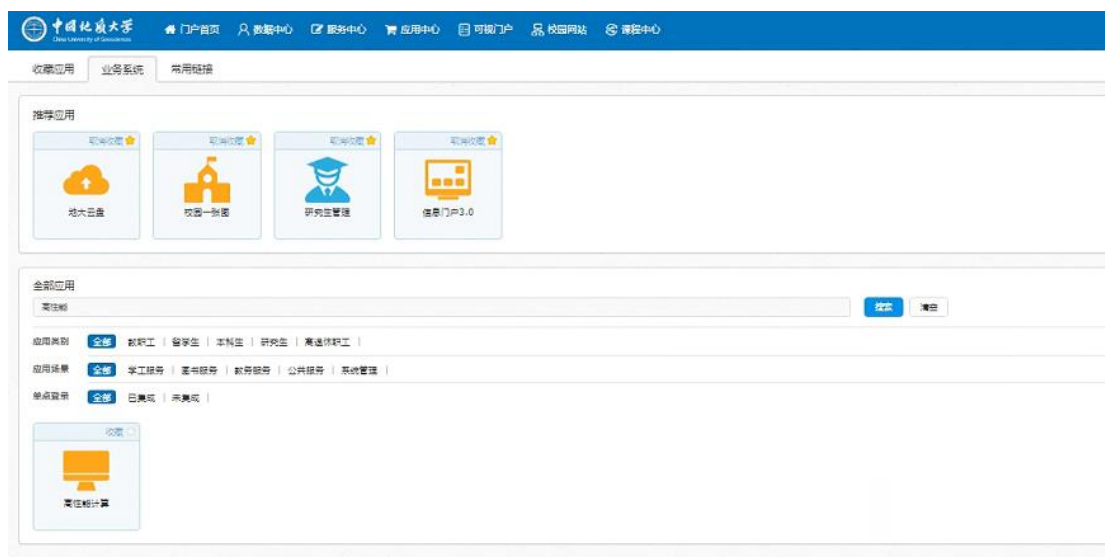 中国地质大学 门户首页 数据中心 服务中心 应用中心 可视门户 校园网站 课程中心
China University of Geosciences
收藏应用 业务系统 常用链接
推荐应用
取消收藏 取消收藏 取消收藏 取消收藏
地大云盘 校园一张图 研究生管理 信息门户3.0
全部应用
高性能 搜索 清空
应用类别 全部 教职工 | 留学生 | 本科生 | 研究生 | 离退休职工 |
应用场景 全部 学工服务 | 图书服务 | 教务服务 | 公共服务 | 系统管理 |
单点登录 全部 已集成 | 未集成 |
收藏
高性能计算